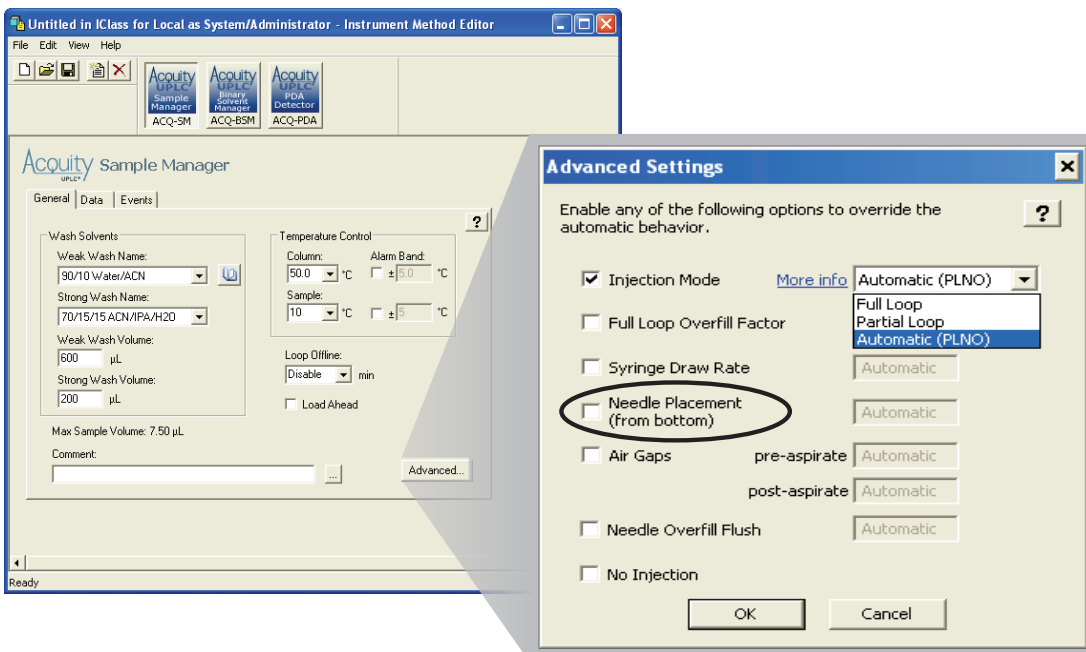 Untitled in IClass for Local as System/Administrator - Instrument Method Editor
File Edit View Help
Acquity UPLC Sample Manager
ACQ-SM
Acquity UPLC Binary Solvent Manager
ACQ-BSM
Acquity UPLC PDA Detector
ACQ-PDA
Acquity UPLC® Sample Manager
General Data Events
?
Wash Solvents
Weak Wash Name:
90/10 Water/ACN
Strong Wash Name:
70/15/15 ACN/IPA/H2O
Weak Wash Volume:
600 µL
Strong Wash Volume:
200 µL
Temperature Control
Column: Alarm Band:
50.0 °C ± 5.0 °C
Sample:
10 °C ± 5 °C
Loop Offline:
Disable min
Load Ahead
Max Sample Volume: 7.50 µL
Comment:
...
Advanced...
Ready
Advanced Settings
Enable any of the following options to override the
automatic behavior.
?
Injection Mode More info Automatic (PLNO)
Full Loop
Partial Loop
Automatic (PLNO)
Full Loop Overfill Factor
Syringe Draw Rate Automatic
Needle Placement
(from bottom) Automatic
Air Gaps pre-aspirate Automatic
post-aspirate Automatic
Needle Overfill Flush Automatic
No Injection
OK Cancel